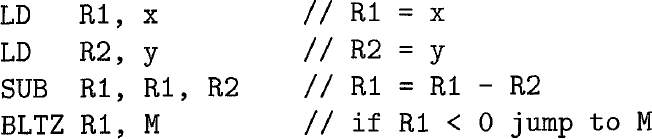 LD R1, x // R1 = x
LD R2, y // R2 = y
SUB R1, R1, R2 // R1 = R1 - R2
BLTZ R1, M // if R1 < 0 jump to M